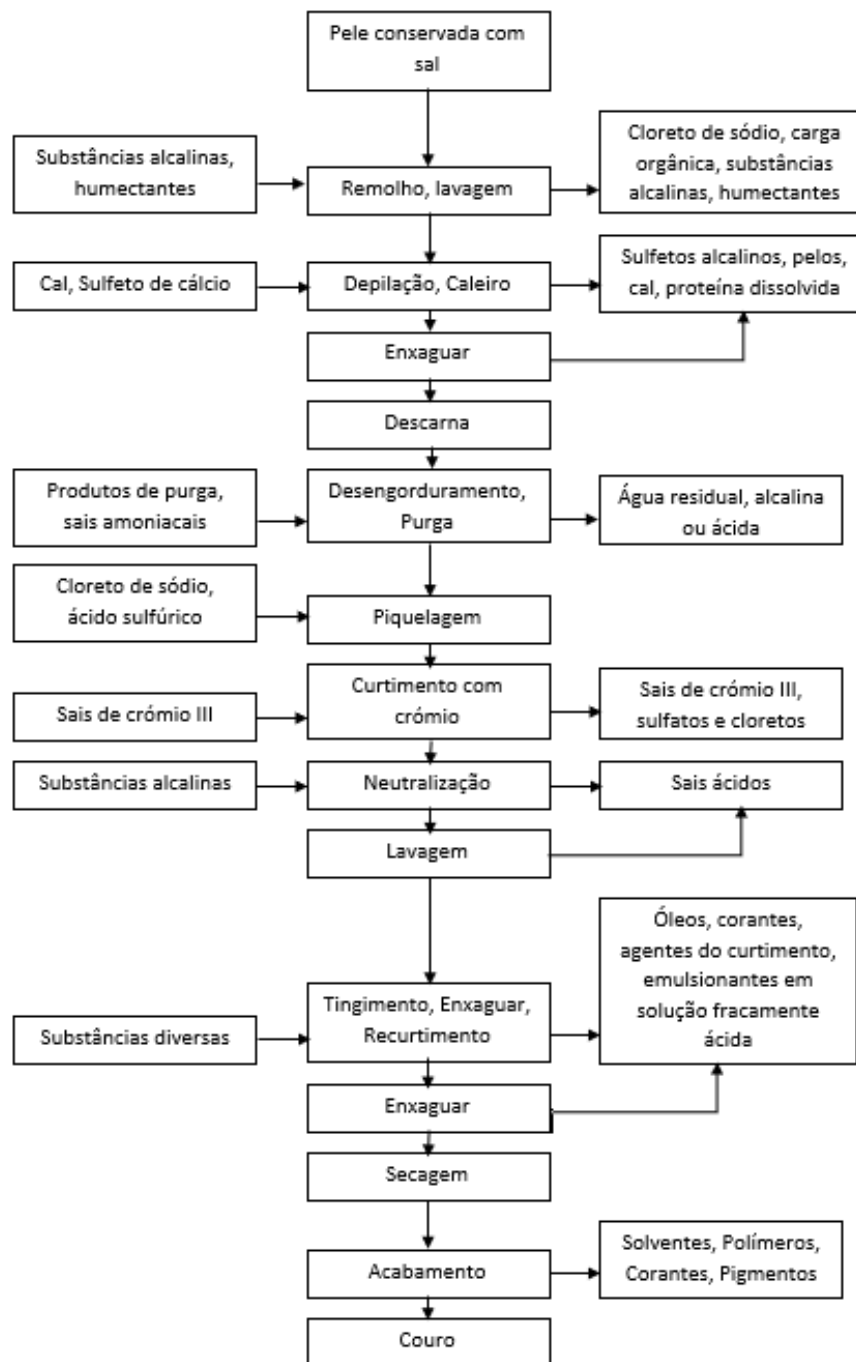 Pele conservada com
sal
Substâncias alcalinas,
humectantes
Remolho, lavagem
Cloreto de sódio, carga
orgânica, substâncias
alcalinas, humectantes
Cal, Sulfeto de cálcio
Depilação, Caleiro
Sulfetos alcalinos, pelos,
cal, proteína dissolvida
Enxaguar
Descarna
Produtos de purga,
sais amoniacais
Desengorduramento,
Purga
Água residual, alcalina
ou ácida
Cloreto de sódio,
ácido sulfúrico
Piquelagem
Sais de crómio III
Curtimento com
crómio
Sais de crómio III,
sulfatos e cloretos
Substâncias alcalinas
Neutralização
Sais ácidos
Lavagem
Substâncias diversas
Tingimento, Enxaguar,
Recurtimento
Óleos, corantes,
agentes do curtimento,
emulsionantes em
solução fracamente
ácida
Enxaguar
Secagem
Acabamento
Solventes, Polímeros,
Corantes, Pigmentos
Couro